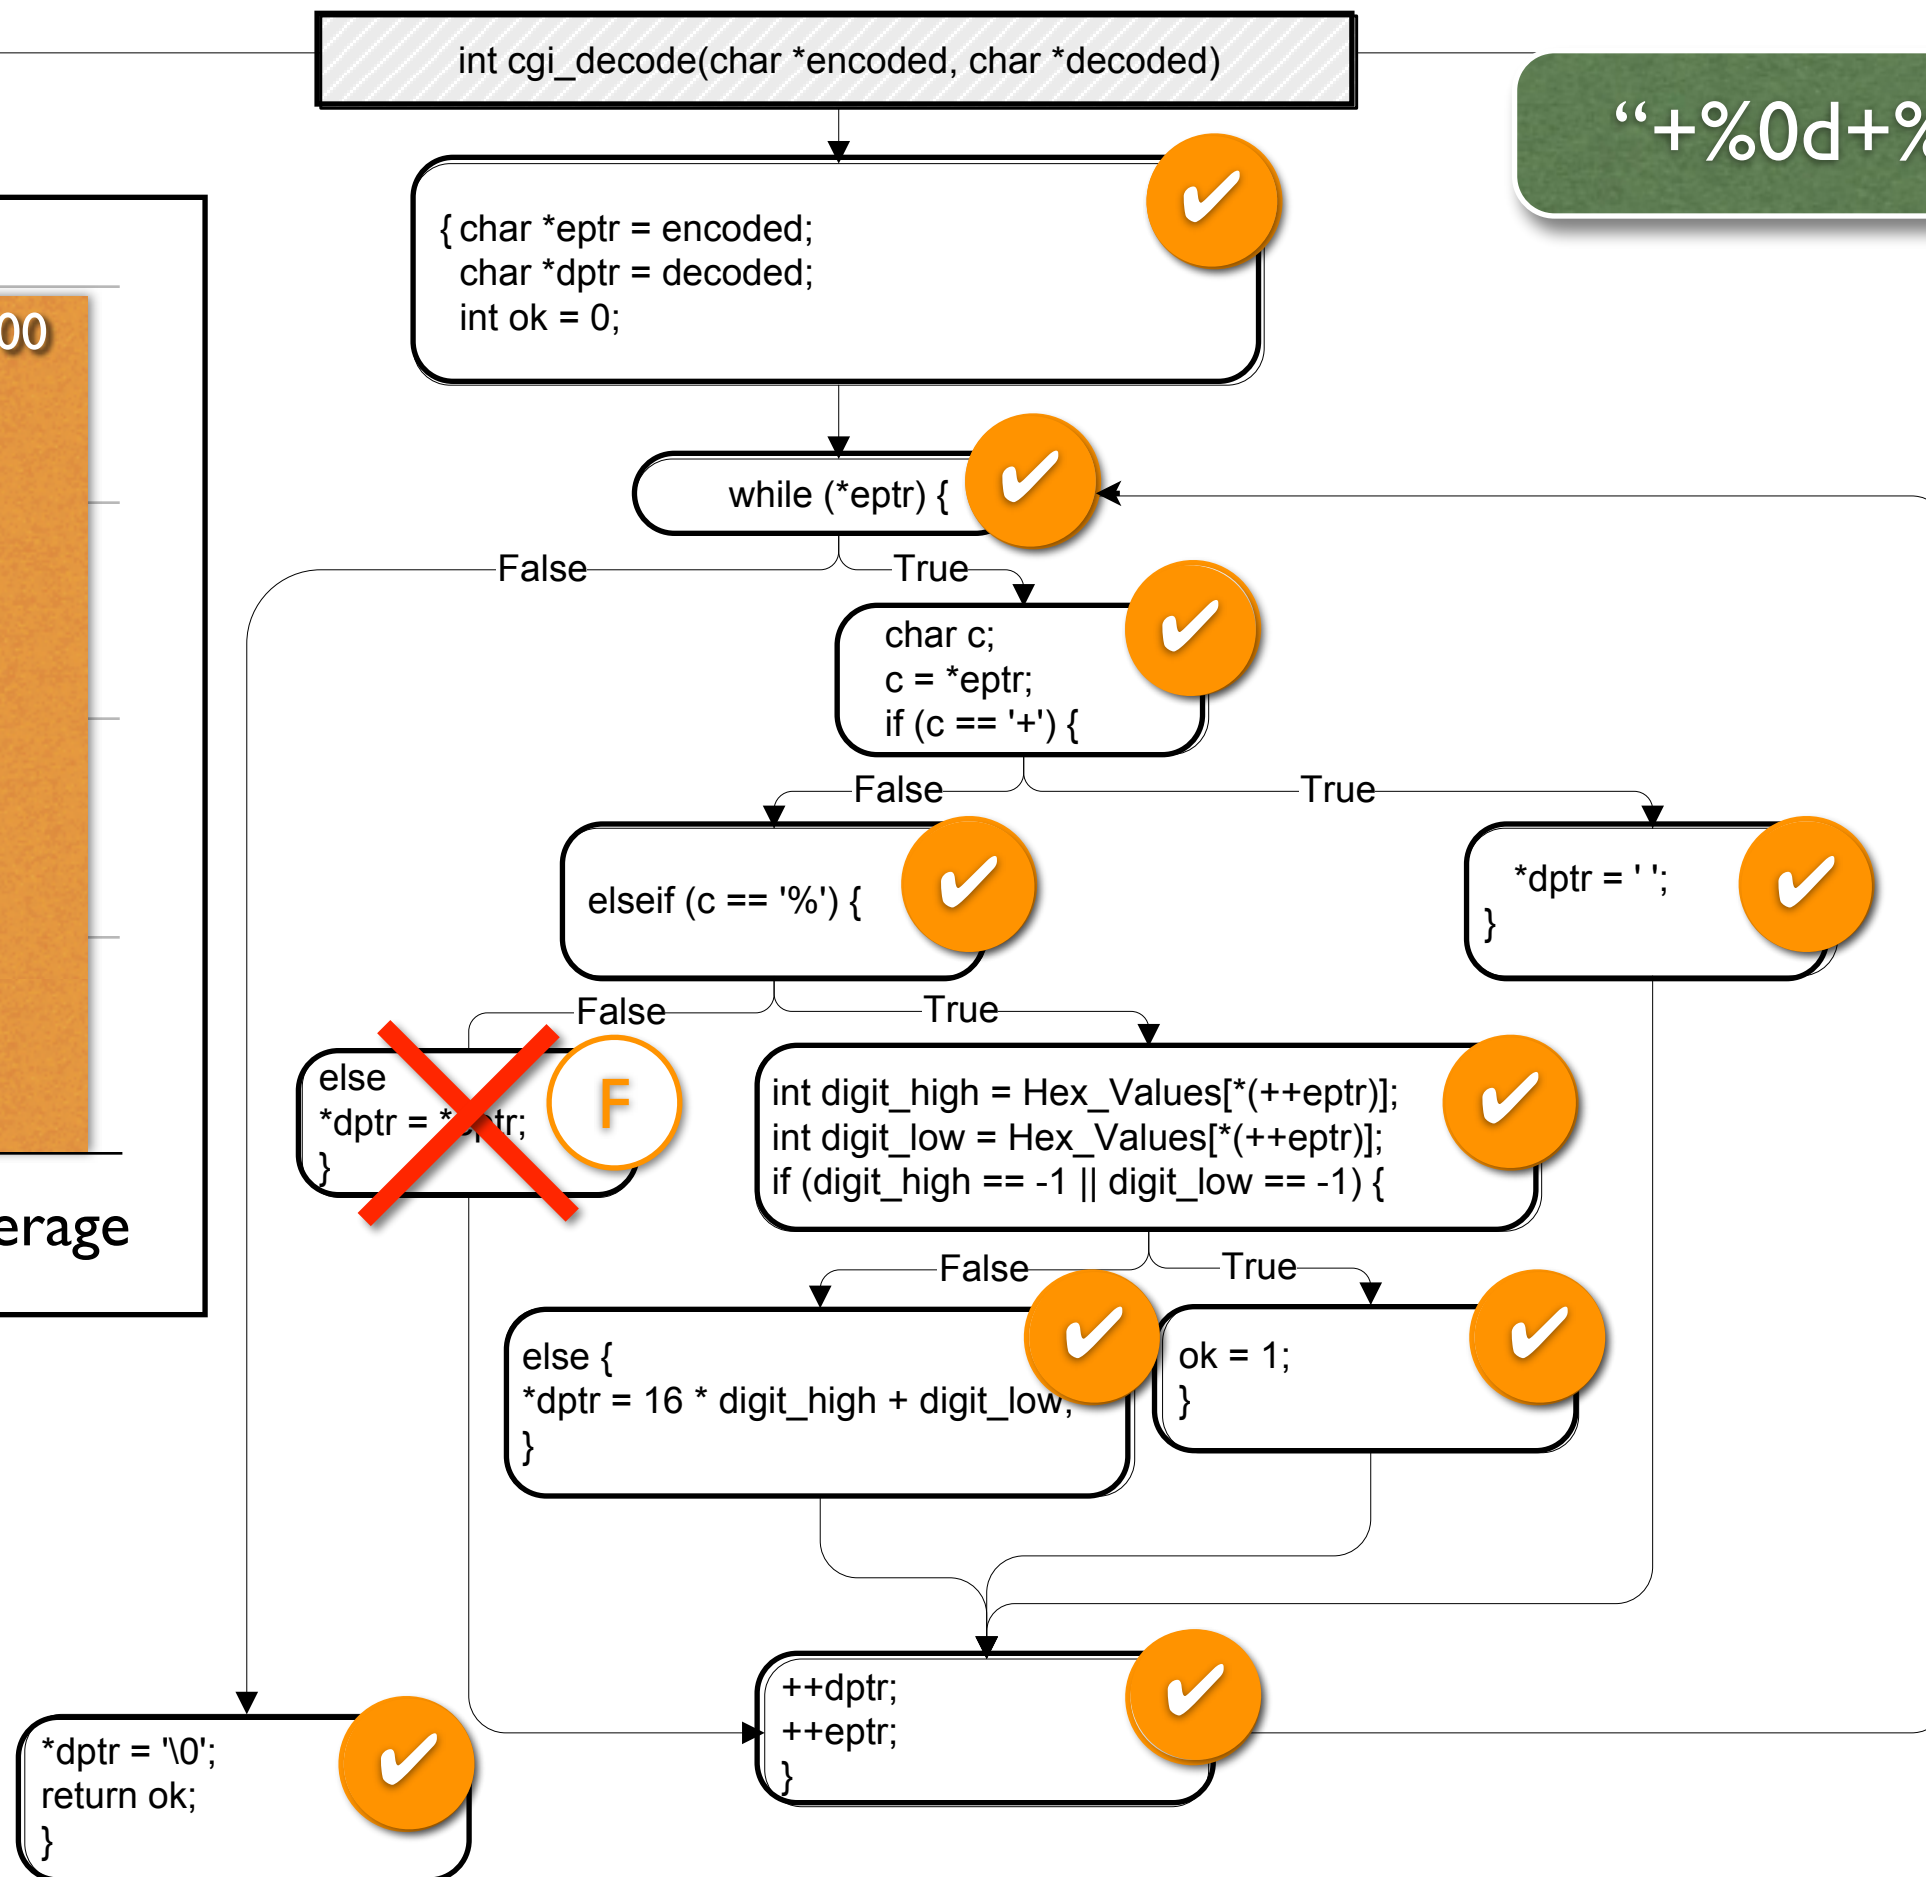 int cgi_decode(char *encoded, char *decoded)
“+%0d+%
{ char *eptr = encoded;
char *dptr = decoded;
int ok = 0;
00
while (*eptr) {
False
True
char c;
c = *eptr;
if (c == '+') {
False
True
elseif (c == '%') {
*dptr = ' ';
}
False
True
else
*dptr = *eptr;
}
F
int digit_high = Hex_Values[*(++eptr)];
int digit_low = Hex_Values[*(++eptr)];
if (digit_high == -1 || digit_low == -1) {
erage
False
True
else {
*dptr = 16 * digit_high + digit_low;
}
ok = 1;
}
++dptr;
++eptr;
}
*dptr = '\0';
return ok;
}